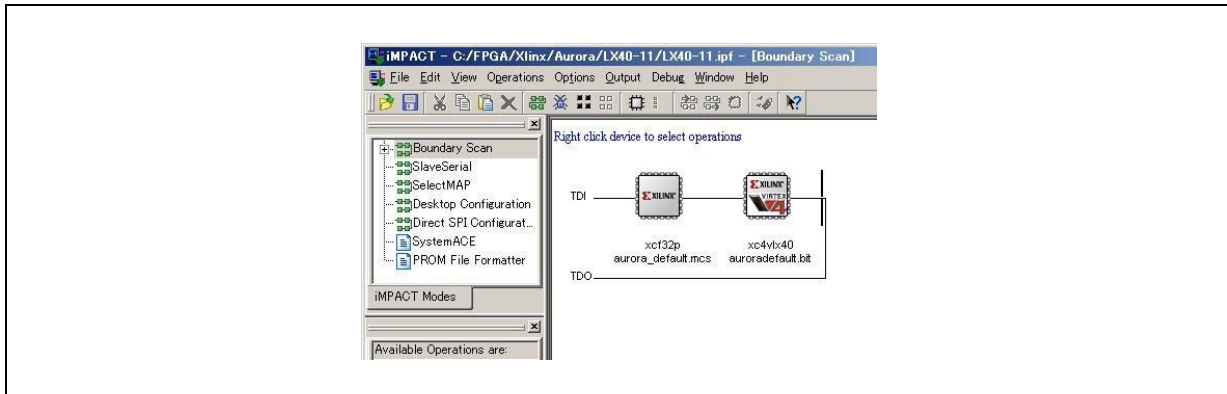 iMPACT - C:/FPGA/Xlinx/Aurora/LX40-11/LX40-11.ipf - [Boundary Scan]
File Edit View Operations Options Output Debug Window Help
Right click device to select operations
Boundary Scan
SlaveSerial
SelectMAP
Desktop Configuration
Direct SPI Configurat...
SystemACE
PROM File Formatter
iMPACT Modes
Available Operations are:
TDI
XILINX
XILINX
VIRTEX
4
xcf32p
aurora_default.mcs
xc4vlx40
auroradefault.bit
TDO